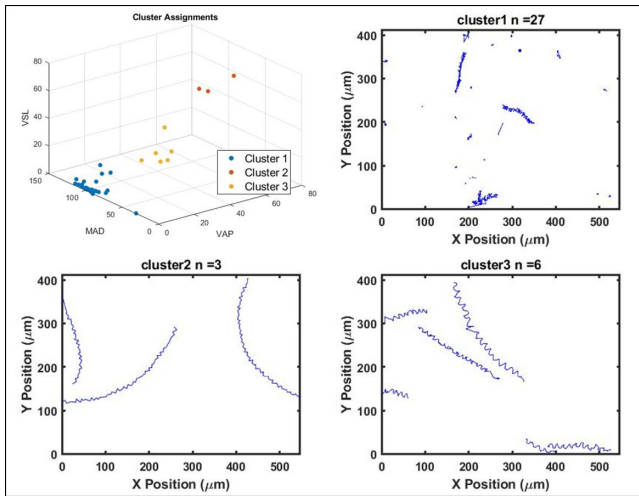 Cluster Assignments
80
60
40
20
0
VSL
150
100
50
0
MAD
0
20
40
60
80
VAP
Cluster 1
Cluster 2
Cluster 3
cluster1 n =27
400
300
200
100
0
Y Position (μm)
0 100 200 300 400 500
X Position (μm)
cluster2 n =3
400
300
200
100
0
Y Position (μm)
0 100 200 300 400 500
X Position (μm)
cluster3 n =6
400
300
200
100
0
Y Position (μm)
0 100 200 300 400 500
X Position (μm)